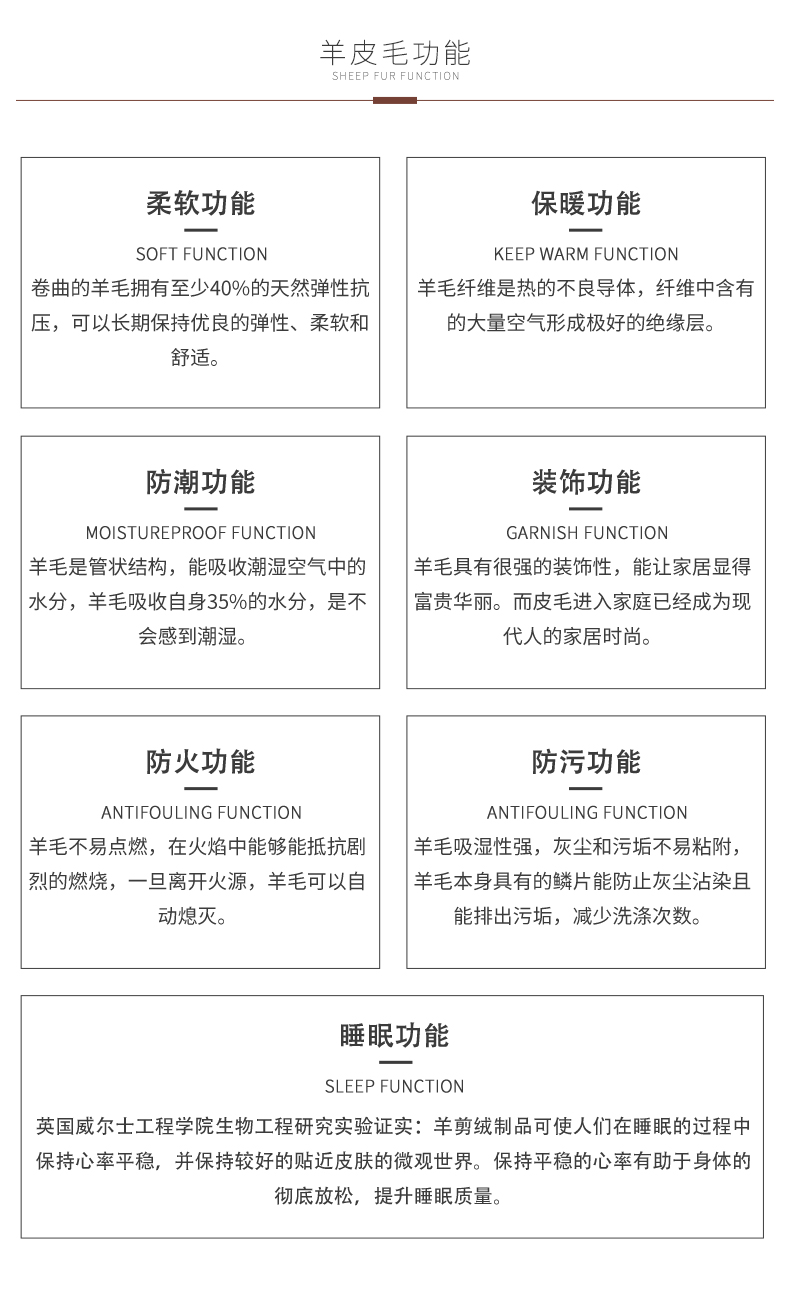 羊皮毛功能
SHEEP FUR FUNCTION
柔软功能
SOFT FUNCTION
卷曲的羊毛拥有至少40%的天然弹性抗
压，可以长期保持优良的弹性、柔软和
舒适。
保暖功能
KEEP WARM FUNCTION
羊毛纤维是热的不良导体，纤维中含有
的大量空气形成极好的绝缘层。
防潮功能
MOISTUREPROOF FUNCTION
羊毛是管状结构，能吸收潮湿空气中的
水分，羊毛吸收自身35%的水分，是不
会感到潮湿。
装饰功能
GARNISH FUNCTION
羊毛具有很强的装饰性，能让家居显得
富贵华丽。而皮毛进入家庭已经成为现
代人的家居时尚。
防火功能
ANTIFOULING FUNCTION
羊毛不易点燃，在火焰中能够能抵抗剧
烈的燃烧，一旦离开火源，羊毛可以自
动熄灭。
防污功能
ANTIFOULING FUNCTION
羊毛吸湿性强，灰尘和污垢不易粘附，
羊毛本身具有的鳞片能防止灰尘沾染且
能排出污垢，减少洗涤次数。
睡眠功能
SLEEP FUNCTION
英国威尔士工程学院生物工程研究实验证实：羊剪绒制品可使人们在睡眠的过程中
保持心率平稳，并保持较好的贴近皮肤的微观世界。保持平稳的心率有助于身体的
彻底放松，提升睡眠质量。